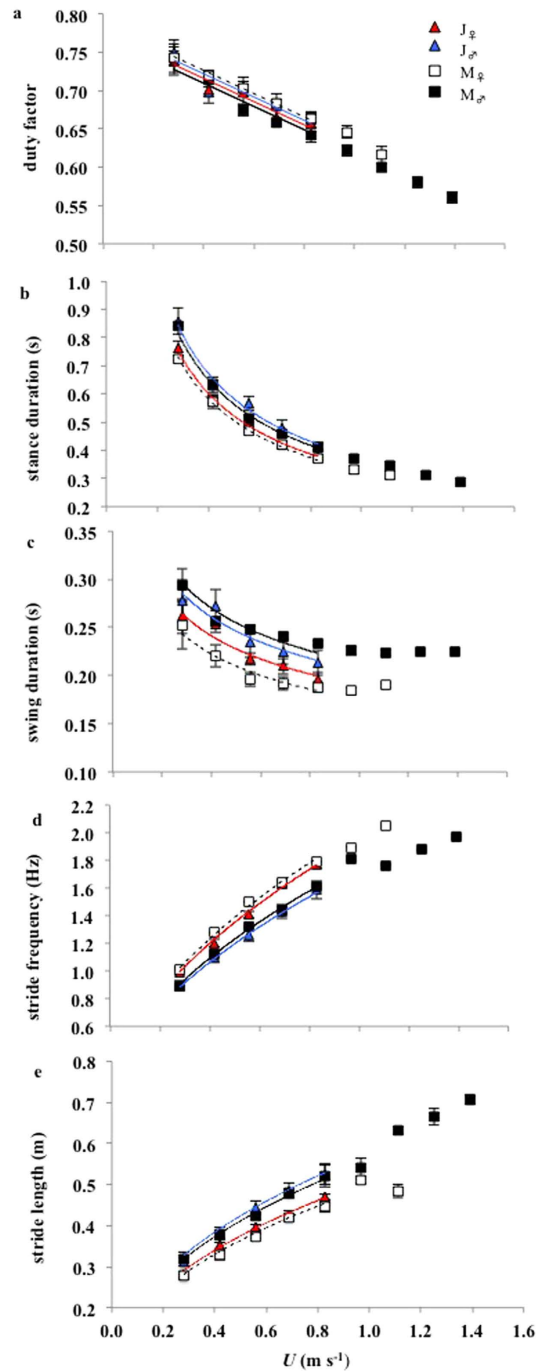 a
0.80
0.75
0.70
0.65
0.60
0.55
0.50
duty factor
J♀
J♂
M♀
M♂
b
1.0
0.9
0.8
0.7
0.6
0.5
0.4
0.3
0.2
stance duration (s)
c
0.30
0.25
0.20
0.15
0.10
swing duration (s)
d
2.2
2.0
1.8
1.6
1.4
1.2
1.0
0.8
0.6
stride frequency (Hz)
e
0.8
0.7
0.6
0.5
0.4
0.3
0.2
stride length (m)
0.0 0.2 0.4 0.6 0.8 1.0 1.2 1.4 1.6
U (m s⁻¹)